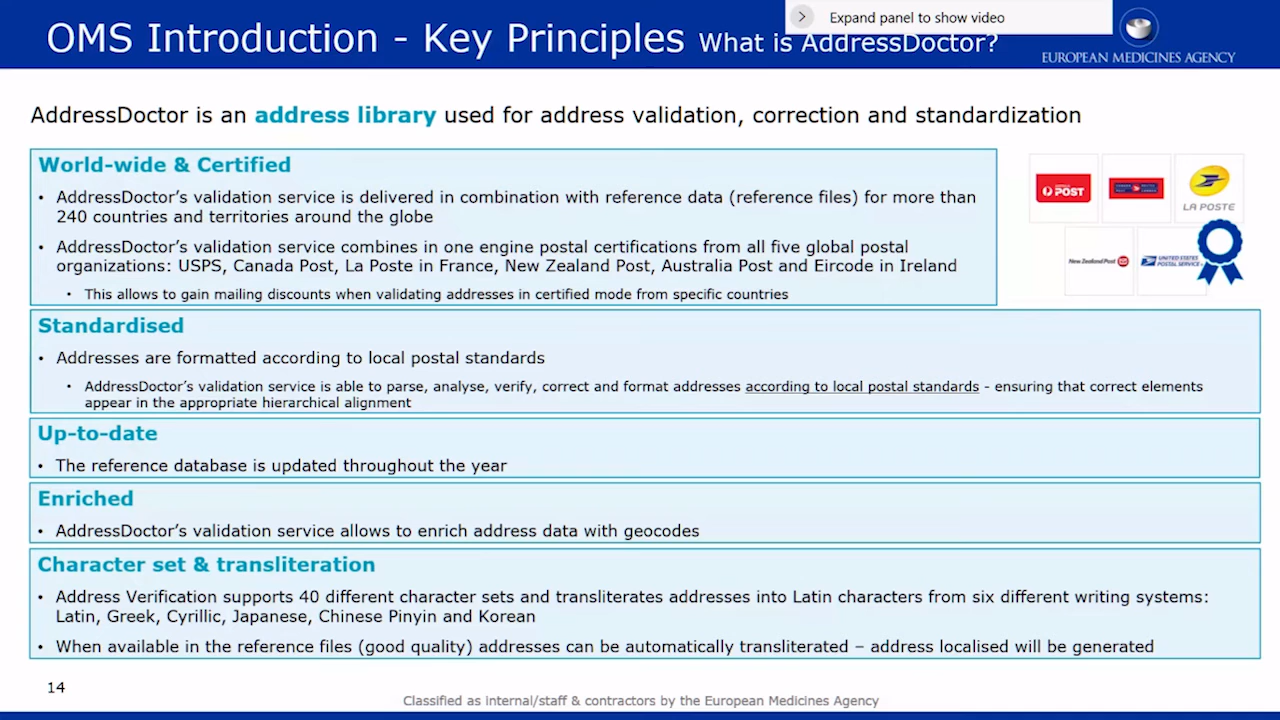 Expand panel to show video
OMS Introduction - Key Principles What is AddressDoctor?
EUROPEAN MEDICINES AGENCY
AddressDoctor is an address library used for address validation, correction and standardization
World-wide & Certified
• AddressDoctor's validation service is delivered in combination with reference data (reference files) for more than
240 countries and territories around the globe
• AddressDoctor's validation service combines in one engine postal certifications from all five global postal
organizations: USPS, Canada Post, La Poste in France, New Zealand Post, Australia Post and Eircode in Ireland
• This allows to gain mailing discounts when validating addresses in certified mode from specific countries
POST
LA POSTE
New Zealand Post
UNITED STATES
POSTAL SERVICE
Standardised
• Addresses are formatted according to local postal standards
• AddressDoctor's validation service is able to parse, analyse, verify, correct and format addresses according to local postal standards - ensuring that correct elements
appear in the appropriate hierarchical alignment
Up-to-date
• The reference database is updated throughout the year
Enriched
• AddressDoctor's validation service allows to enrich address data with geocodes
Character set & transliteration
• Address Verification supports 40 different character sets and transliterates addresses into Latin characters from six different writing systems:
Latin, Greek, Cyrillic, Japanese, Chinese Pinyin and Korean
• When available in the reference files (good quality) addresses can be automatically transliterated – address localised will be generated
14
Classified as internal/staff & contractors by the European Medicines Agency